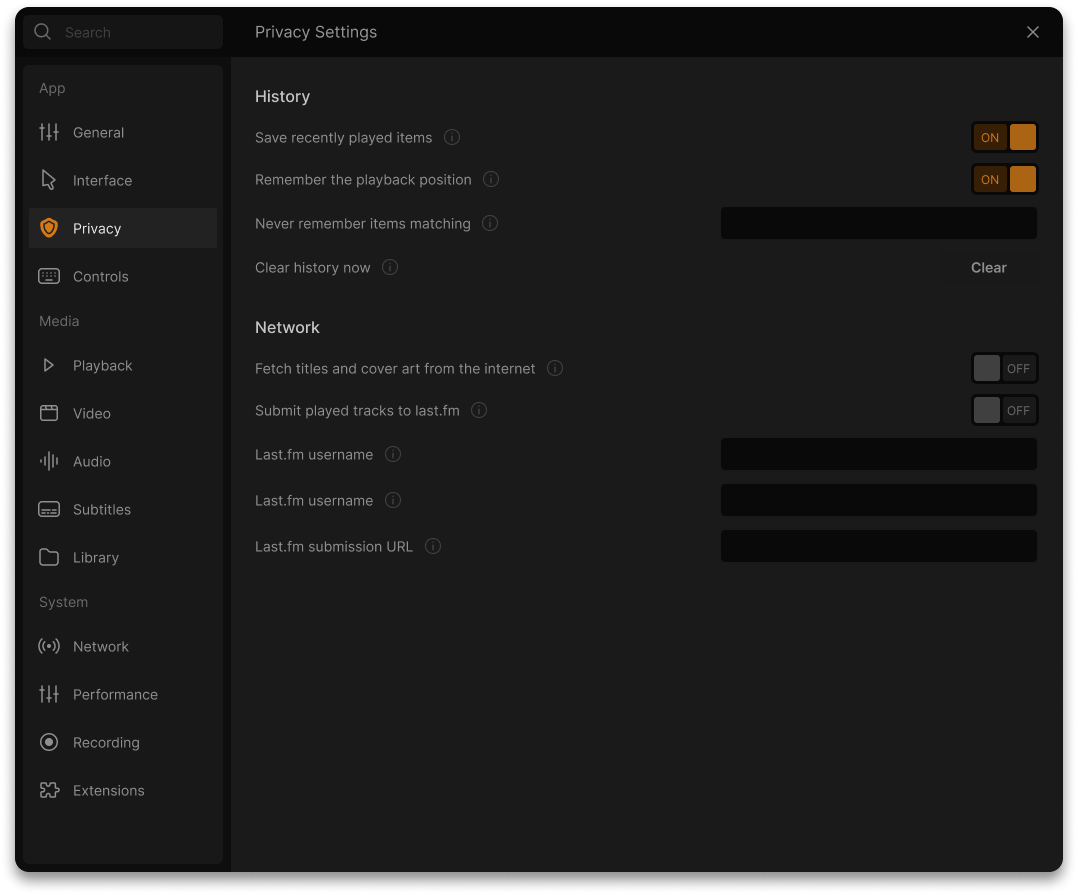 Search
Privacy Settings
App
General
Interface
Privacy
Controls
Media
Playback
Video
Audio
Subtitles
Library
System
Network
Performance
Recording
Extensions
History
Save recently played items
ON
Remember the playback position
ON
Never remember items matching
Clear history now
Clear
Network
Fetch titles and cover art from the internet
OFF
Submit played tracks to last.fm
OFF
Last.fm username
Last.fm username
Last.fm submission URL